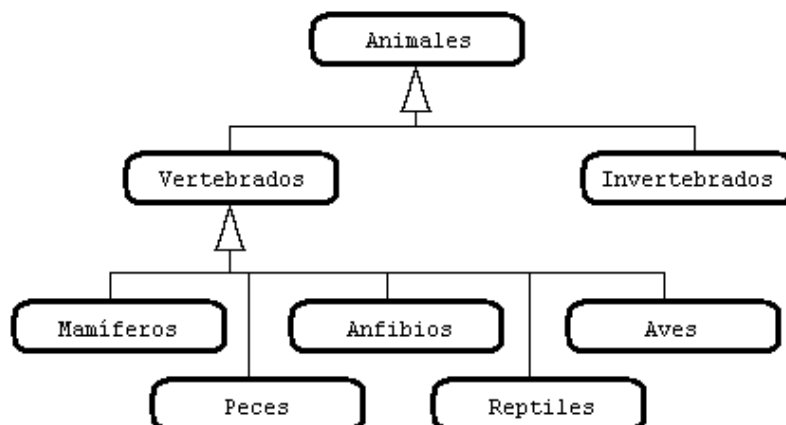 Animales
Vertebrados
Invertebrados
Mamíferos
Anfibios
Aves
Peces
Reptiles